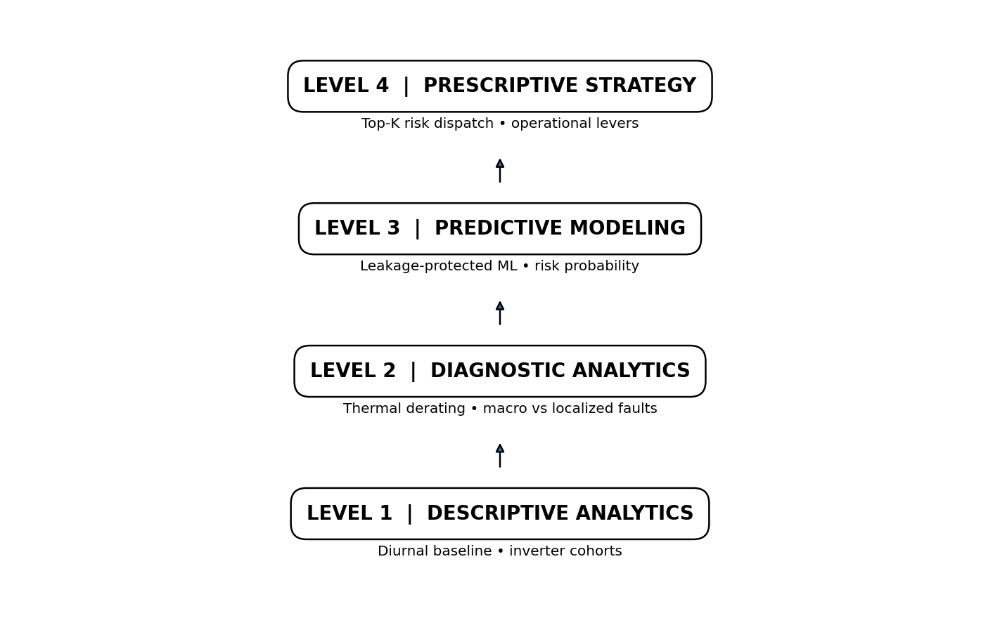 LEVEL 4 | PRESCRIPTIVE STRATEGY
Top-K risk dispatch • operational levers
LEVEL 3 | PREDICTIVE MODELING
Leakage-protected ML • risk probability
LEVEL 2 | DIAGNOSTIC ANALYTICS
Thermal derating • macro vs localized faults
LEVEL 1 | DESCRIPTIVE ANALYTICS
Diurnal baseline • inverter cohorts